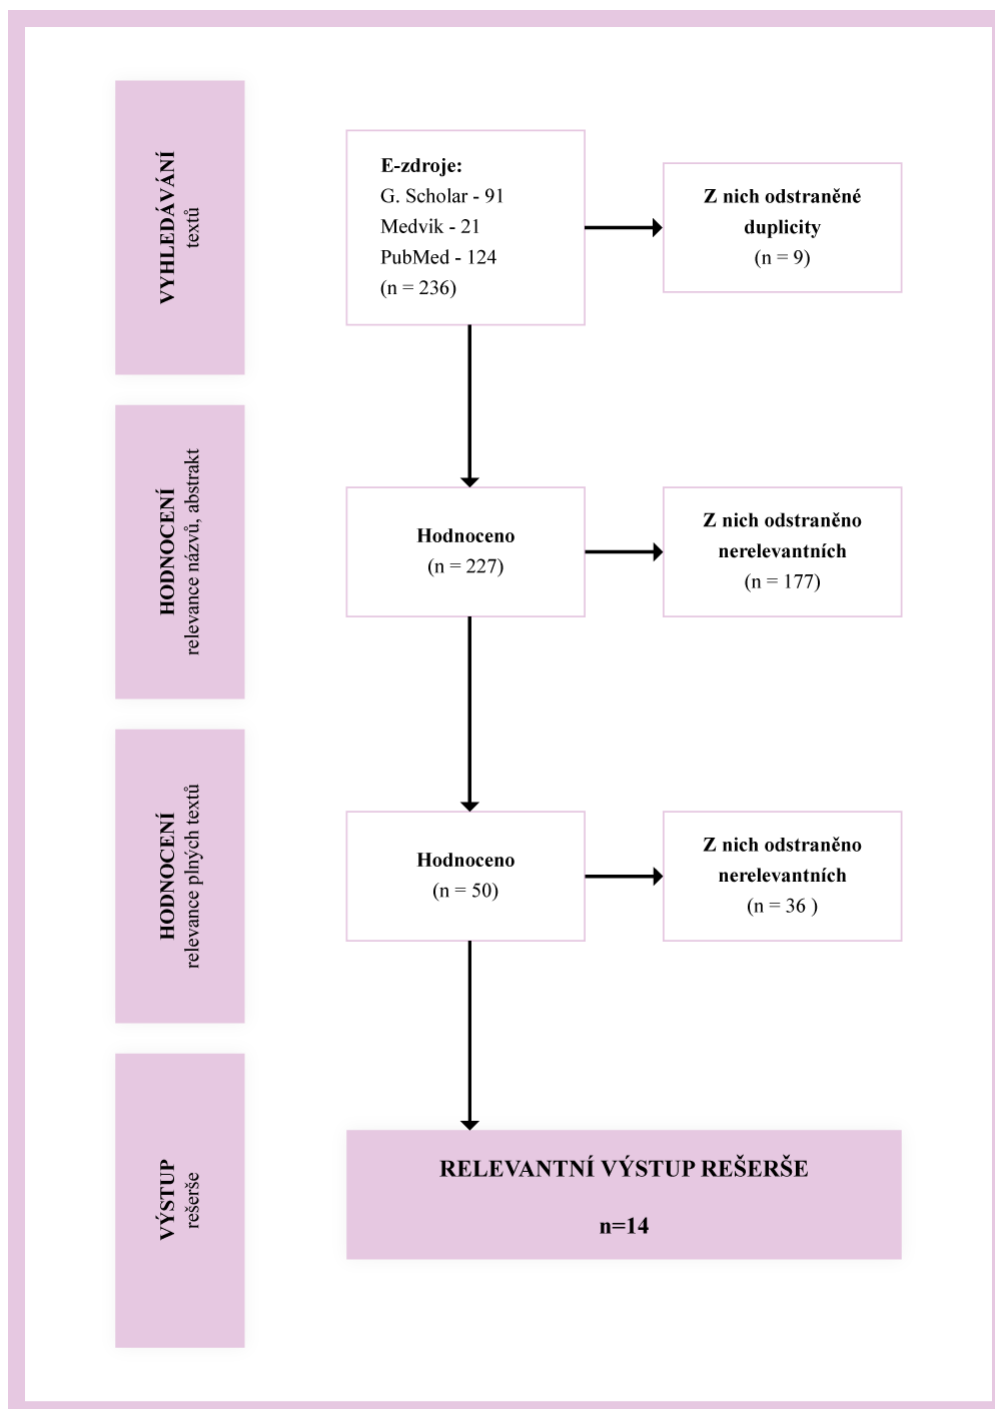 VYHLEDÁVÁNÍ
textů
E-zdroje:
G. Scholar - 91
Medvik - 21
PubMed - 124
(n = 236)
Z nich odstraněné
duplicity
(n = 9)
HODNOCENÍ
relevance názvů, abstrakt
Hodnoceno
(n = 227)
Z nich odstraněno
nerelevantních
(n = 177)
HODNOCENÍ
relevance plných textů
Hodnoceno
(n = 50)
Z nich odstraněno
nerelevantních
(n = 36 )
VÝSTUP
rešerše
RELEVANTNÍ VÝSTUP REŠERŠE
n=14